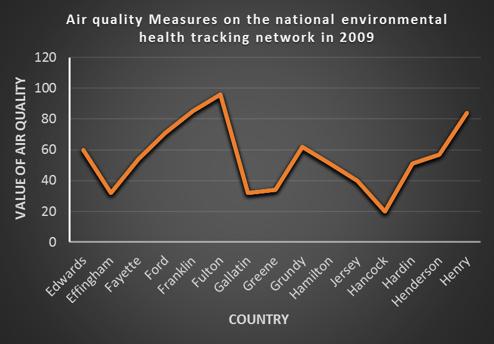 Air quality Measures on the national environmental
health tracking network in 2009
VALUE OF AIR QUALITY
120
100
80
60
40
20
0
Edwards
Effingham
Fayette
Ford
Franklin
Fulton
Gallatin
Greene
Grundy
Hamilton
Jersey
Hancock
Hardin
Henderson
Henry
COUNTRY